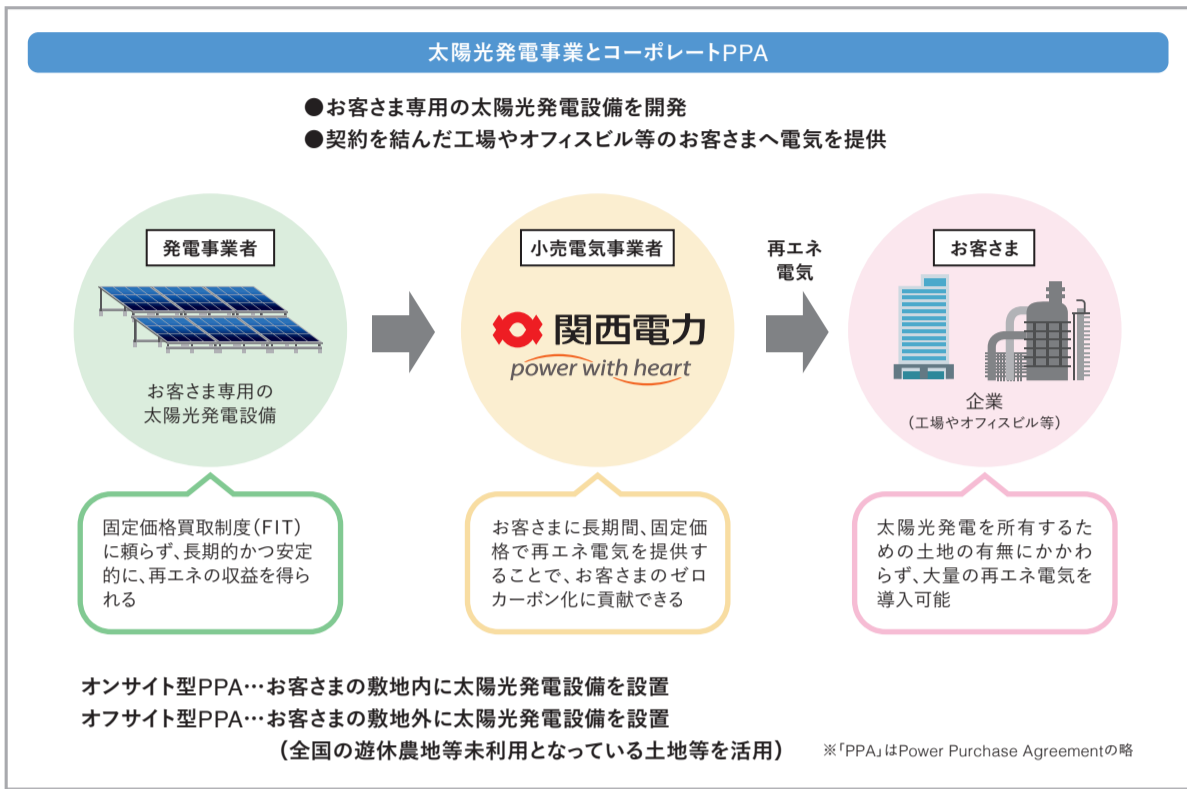 太陽光発電事業とコーポレートPPA
●お客さま専用の太陽光発電設備を開発
●契約を結んだ工場やオフィスビル等のお客さまへ電気を提供
発電事業者
お客さま専用の
太陽光発電設備
小売電気事業者
関西電力
power with heart
再エネ
電気
お客さま
企業
（工場やオフィスビル等）
固定価格買取制度（FIT）
に頼らず、長期的かつ安定
的に、再エネの収益を得ら
れる
お客さまに長期間、固定価
格で再エネ電気を提供す
ることで、お客さまのゼロ
カーボン化に貢献できる
太陽光発電を所有するた
めの土地の有無にかかわ
らず、大量の再エネ電気を
導入可能
オンサイト型PPA…お客さまの敷地内に太陽光発電設備を設置
オフサイト型PPA…お客さまの敷地外に太陽光発電設備を設置
（全国の遊休農地等未利用となっている土地等を活用）
※「PPA」はPower Purchase Agreementの略